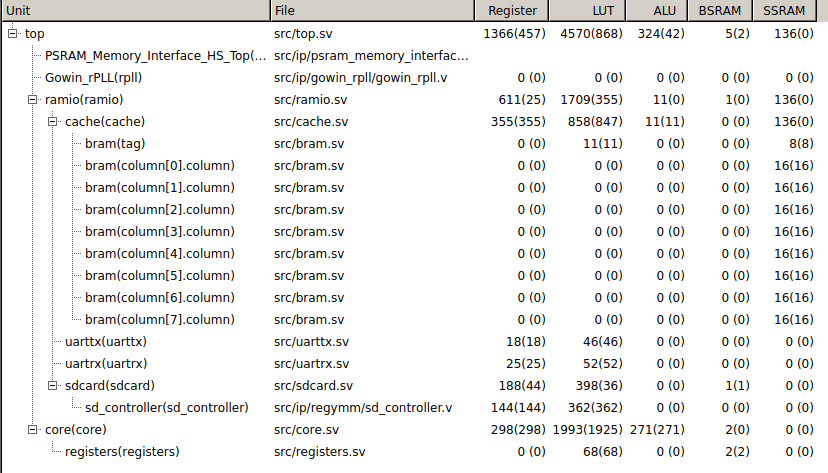 Unit File Register LUT ALU BSRAM SSRAM
top src/top.sv 1366(457) 4570(868) 324(42) 5(2) 136(0)
PSRAM_Memory_Interface_HS_Top(... src/ip/psram_memory_interfac...
Gowin_rPLL(rpll) src/ip/gowin_rpll/gowin_rpll.v 0 (0) 0 (0) 0 (0) 0 (0) 0 (0)
ramio(ramio) src/ramio.sv 611(25) 1709(355) 11(0) 1(0) 136(0)
cache(cache) src/cache.sv 355(355) 858(847) 11(11) 0 (0) 136(0)
bram(tag) src/bram.sv 0 (0) 11(11) 0 (0) 0 (0) 8(8)
bram(column[0].column) src/bram.sv 0 (0) 0 (0) 0 (0) 0 (0) 16(16)
bram(column[1].column) src/bram.sv 0 (0) 0 (0) 0 (0) 0 (0) 16(16)
bram(column[2].column) src/bram.sv 0 (0) 0 (0) 0 (0) 0 (0) 16(16)
bram(column[3].column) src/bram.sv 0 (0) 0 (0) 0 (0) 0 (0) 16(16)
bram(column[4].column) src/bram.sv 0 (0) 0 (0) 0 (0) 0 (0) 16(16)
bram(column[5].column) src/bram.sv 0 (0) 0 (0) 0 (0) 0 (0) 16(16)
bram(column[6].column) src/bram.sv 0 (0) 0 (0) 0 (0) 0 (0) 16(16)
bram(column[7].column) src/bram.sv 0 (0) 0 (0) 0 (0) 0 (0) 16(16)
uarttx(uarttx) src/uarttx.sv 18(18) 46(46) 0 (0) 0 (0) 0 (0)
uartrx(uartrx) src/uartrx.sv 25(25) 52(52) 0 (0) 0 (0) 0 (0)
sdcard(sdcard) src/sdcard.sv 188(44) 398(36) 0 (0) 1(1) 0 (0)
sd_controller(sd_controller) src/ip/regymm/sd_controller.v 144(144) 362(362) 0 (0) 0 (0) 0 (0)
core(core) src/core.sv 298(298) 1993(1925) 271(271) 2(0) 0 (0)
registers(registers) src/registers.sv 0 (0) 68(68) 0 (0) 2(2) 0 (0)